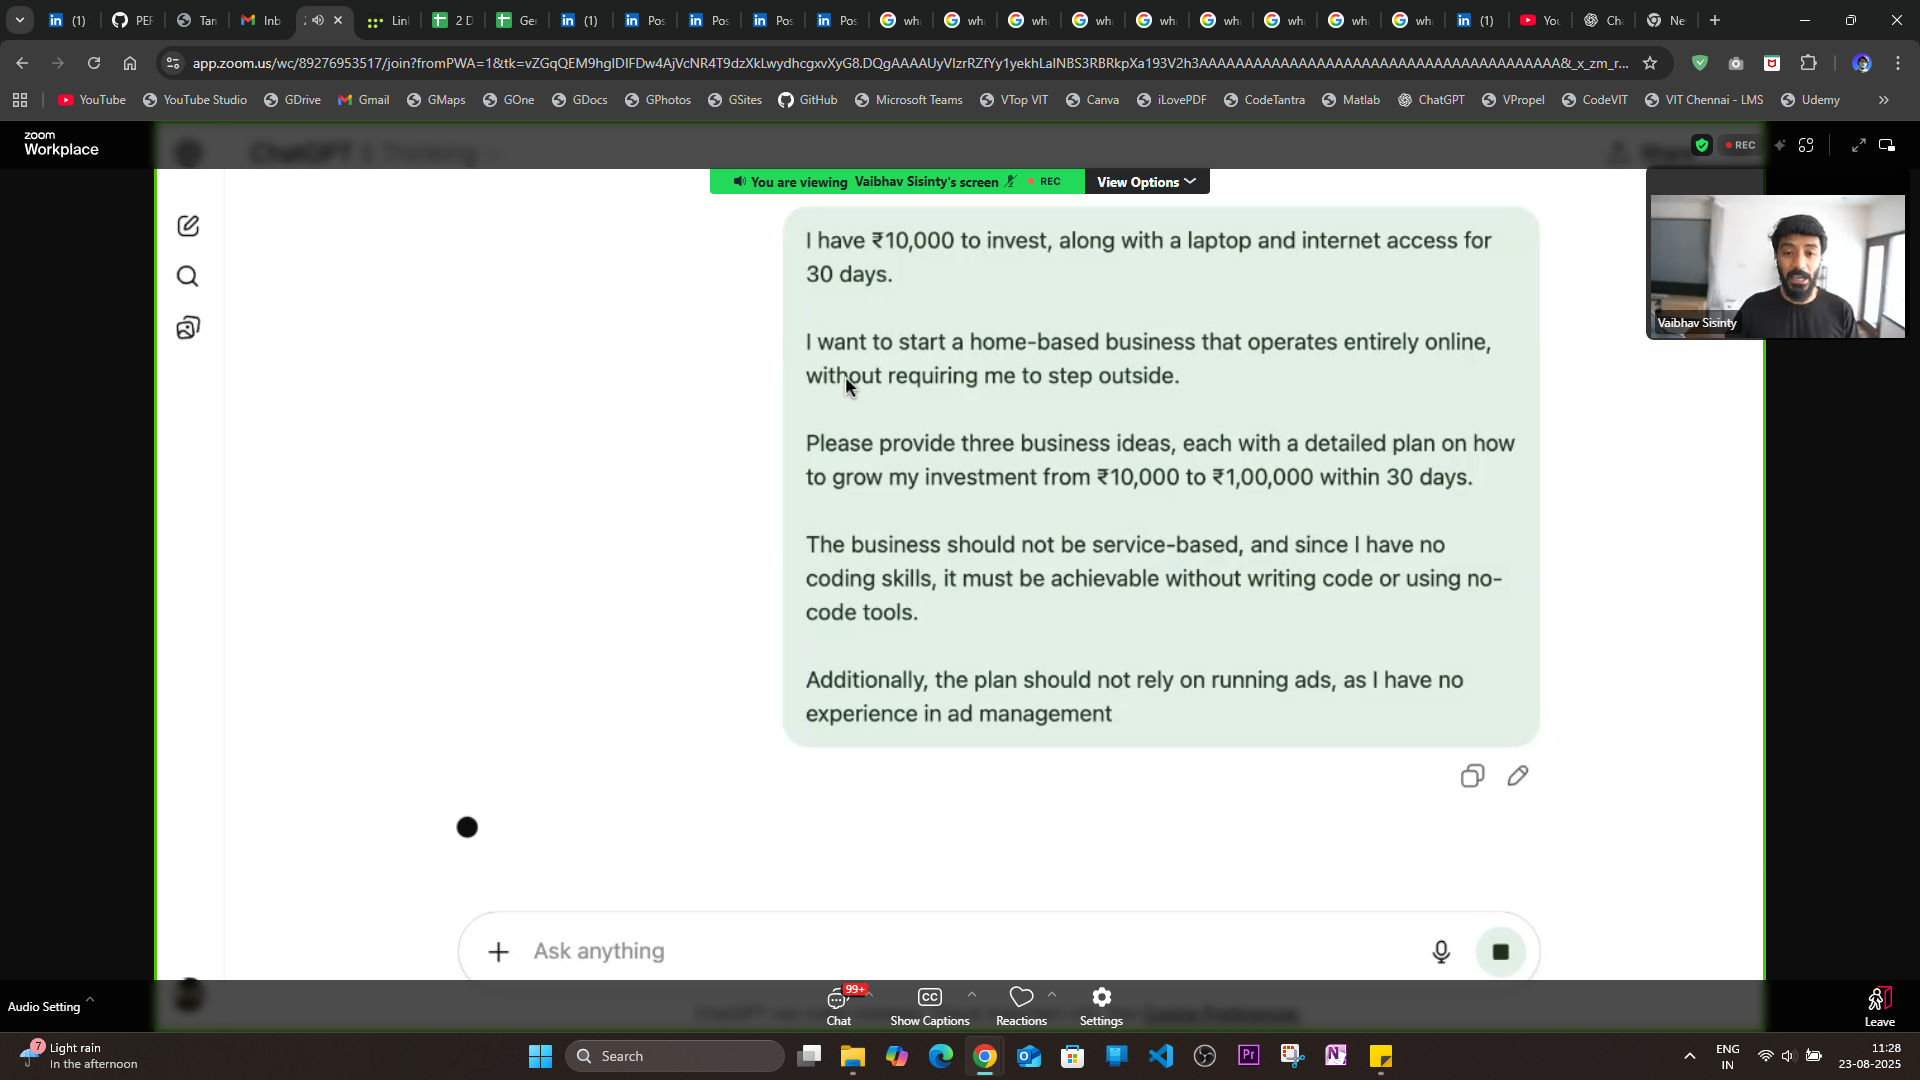 (1)
PEF
Tan
Inb
Lin
2 D
Ger
(1)
Pos
Pos
Pos
Pos
wh
wh
wh
wh
wh
wh
wh
wh
wh
(1)
You
Ch
Ne
app.zoom.us/wc/89276953517/join?fromPWA=1&tk=
YouTube
YouTube Studio
GDrive
Gmail
GMaps
GOne
GDocs
GPhotos
GSites
GitHub
Microsoft Teams
VTop VIT
Canva
iLovePDF
CodeTantra
Matlab
ChatGPT
VPropel
CodeVIT
VIT Chennai - LMS
Udemy
zoom
Workplace
ChatGPT 5 Thinking
REC
You are viewing Vaibhav Sisinty's screen
REC
View Options
Vaibhav Sisinty
I have ₹10,000 to invest, along with a laptop and internet access for
30 days.
I want to start a home-based business that operates entirely online,
without requiring me to step outside.
Please provide three business ideas, each with a detailed plan on how
to grow my investment from ₹10,000 to ₹1,00,000 within 30 days.
The business should not be service-based, and since I have no
coding skills, it must be achievable without writing code or using no-
code tools.
Additionally, the plan should not rely on running ads, as I have no
experience in ad management
Ask anything
Audio Setting
99+
Chat
CC
Show Captions
Reactions
Settings
Leave
7
Light rain
In the afternoon
Search
Pr
N
ENG
IN
11:28
23-08-2025